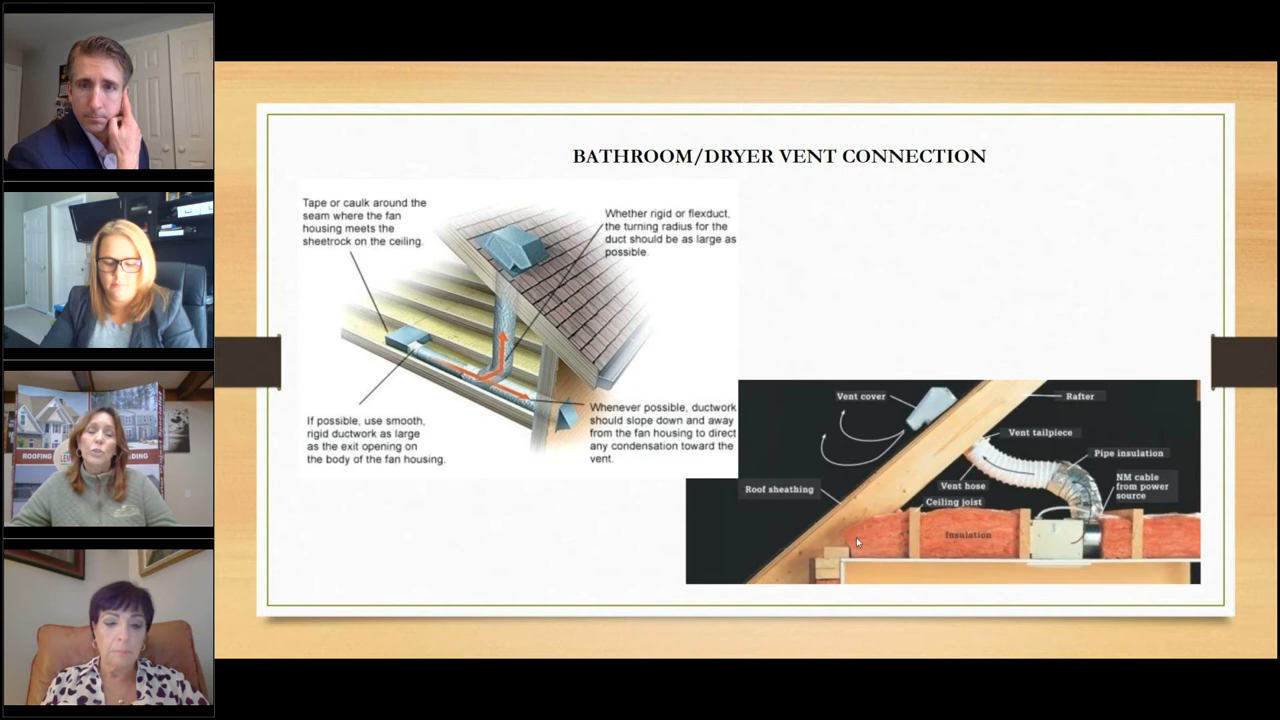 BATHROOM/DRYER VENT CONNECTION
Tape or caulk around the
seam where the fan
housing meets the
sheetrock on the ceiling.
Whether rigid or flexduct,
the turning radius for the
duct should be as large as
possible.
If possible, use smooth,
rigid ductwork as large
as the exit opening on
the body of the fan housing.
Whenever possible, ductwork
should slope down and away
from the fan housing to direct
any condensation toward the
vent.
Vent cover
Rafter
Vent tailpiece
Pipe insulation
NM cable
from power
source
Vent hose
Roof sheathing
Ceiling joist
Insulation
ROOFING